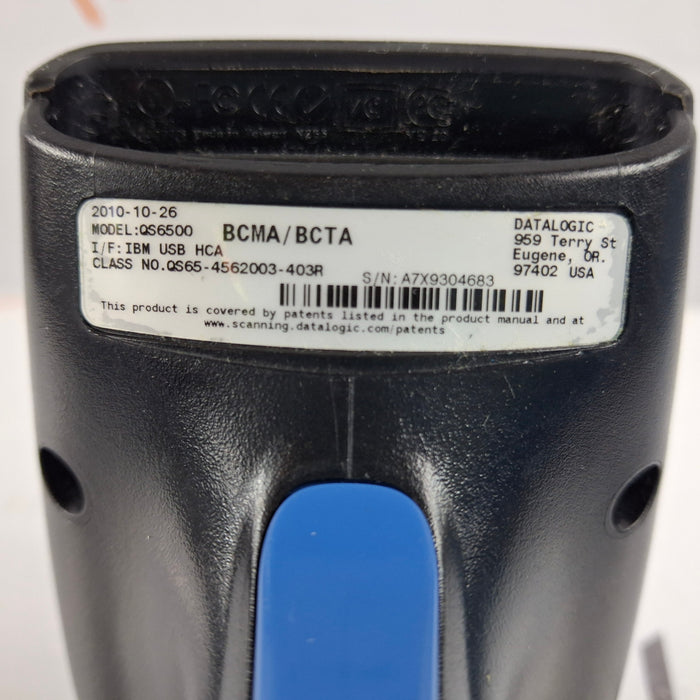 2010-10-26
MODEL:QS6500
BCMA/BCTA
I/F:IBM USB HCA
CLASS NO.QS65-4562003-403R
DATALOGIC
959 Terry St
Eugene, OR.
97402 USA
S/N: A7X9304683
This product is covered by patents listed in the product manual and at
www.scanning.datalogic.com/patents